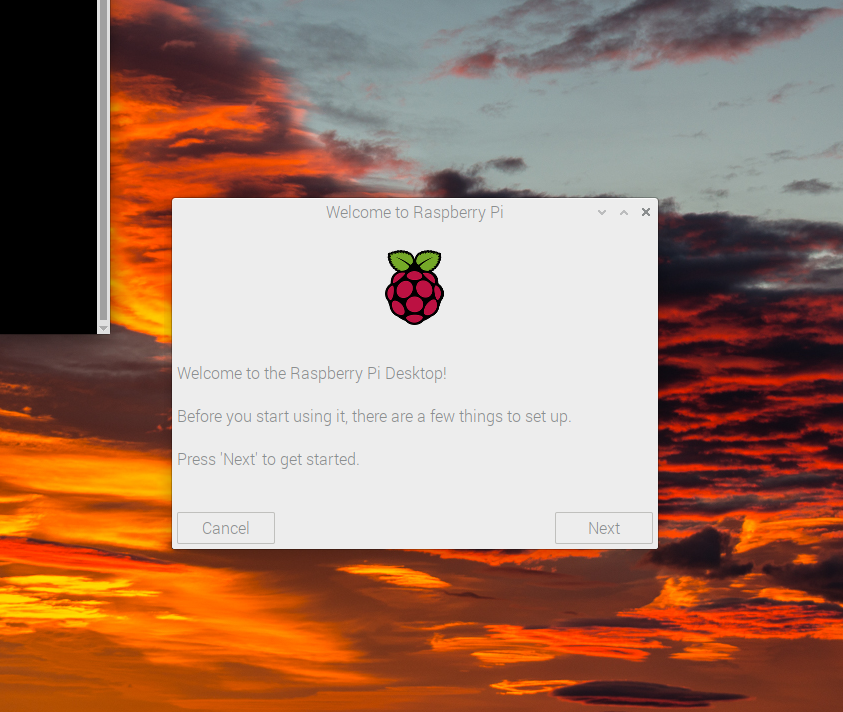 Welcome to Raspberry Pi
Welcome to the Raspberry Pi Desktop!
Before you start using it, there are a few things to set up.
Press 'Next' to get started.
Cancel
Next